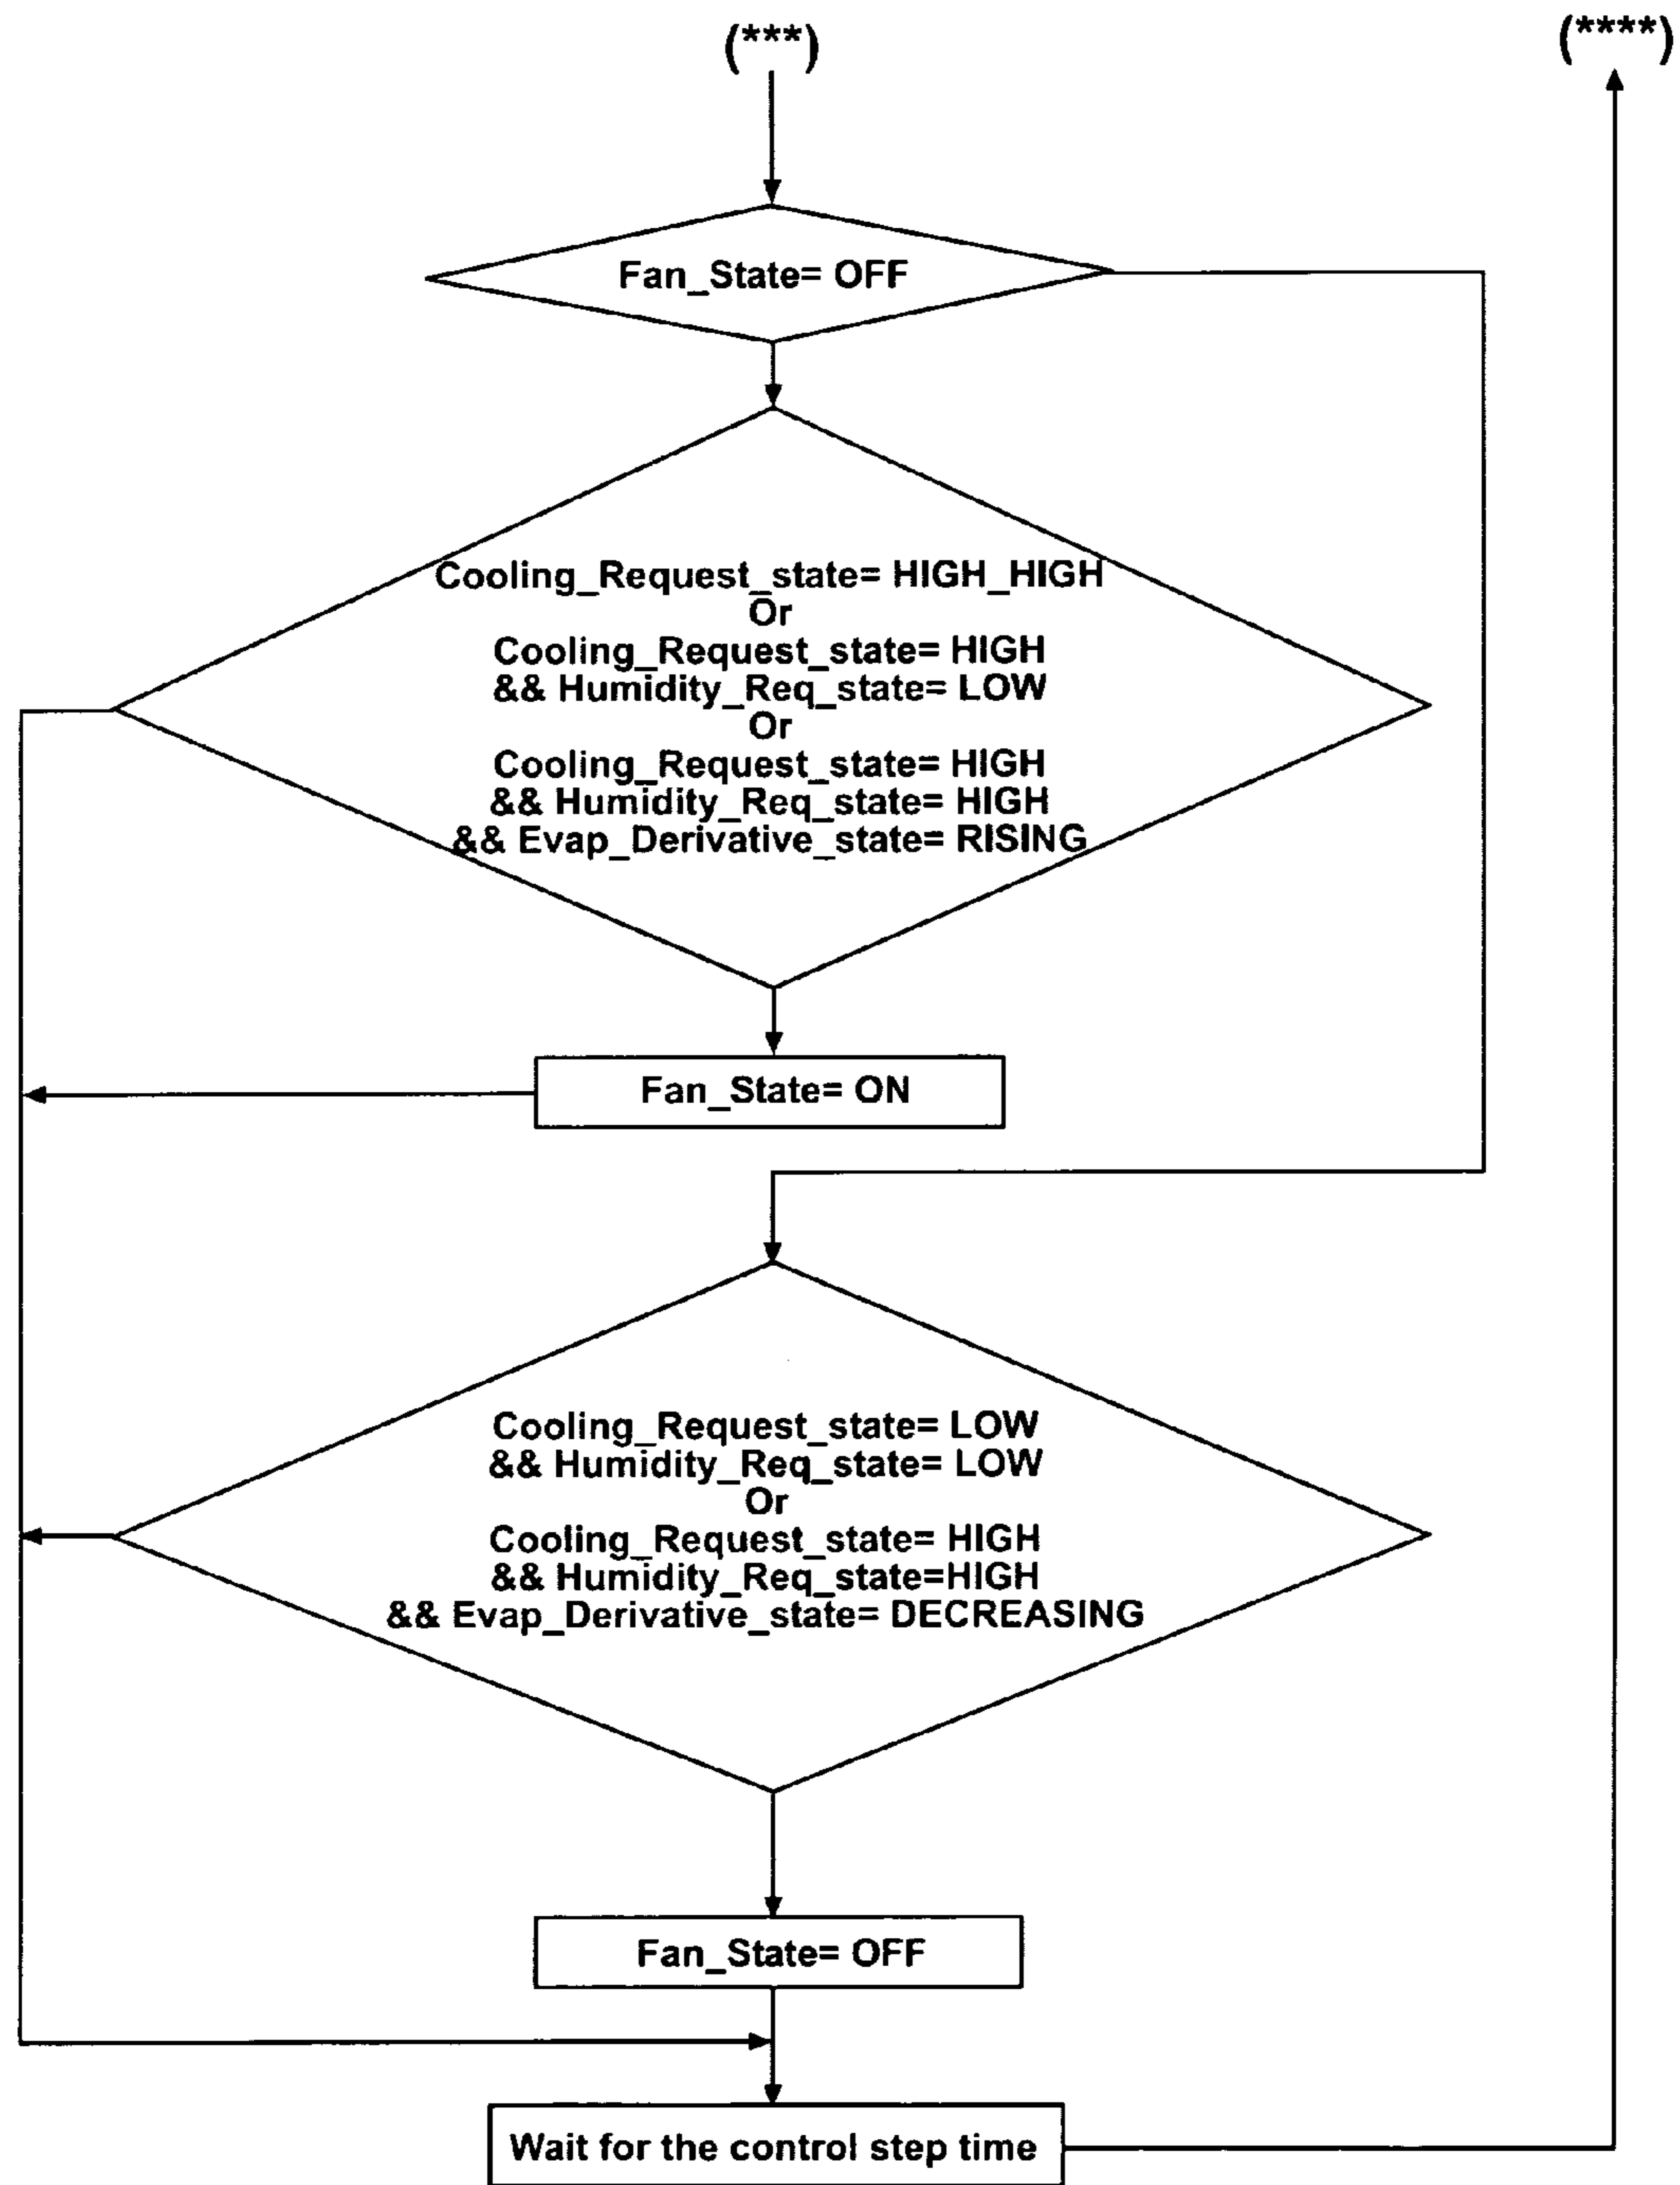 (***)
(****)
Fan_State= OFF
Cooling_Request_state= HIGH_HIGH
Or
Cooling_Request_state= HIGH
&& Humidity_Req_state= LOW
Or
Cooling_Request_state= HIGH
&& Humidity_Req_state= HIGH
&& Evap_Derivative_state= RISING
Fan_State= ON
Cooling_Request_state= LOW
&& Humidity_Req_state= LOW
Or
Cooling_Request_state= HIGH
&& Humidity_Req_state=HIGH
&& Evap_Derivative_state= DECREASING
Fan_State= OFF
Wait for the control step time